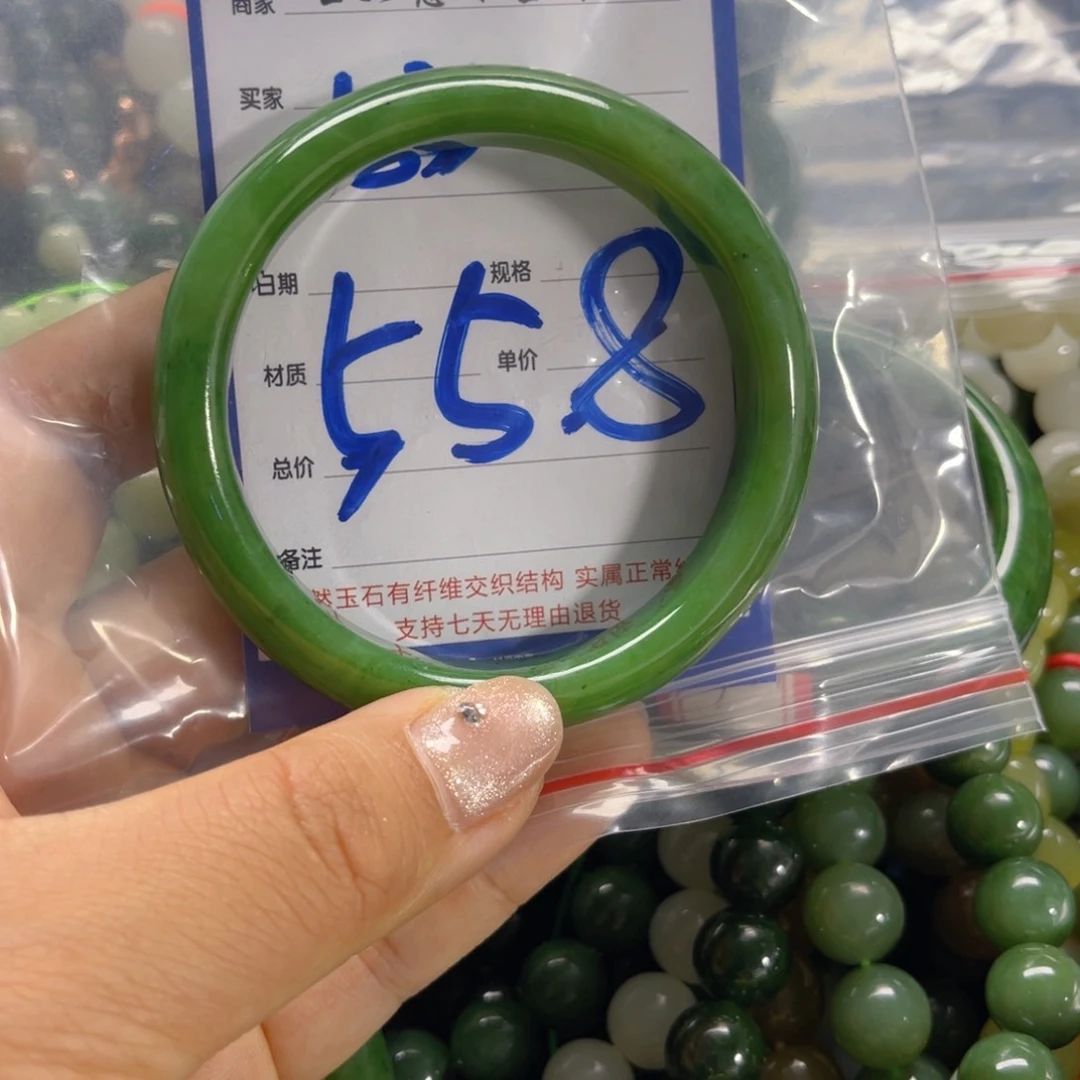 商家
买家
日期 规格
558
材质 单价
总价
备注
然玉石有纤维交织结构 实属正常
支持七天无理由退货